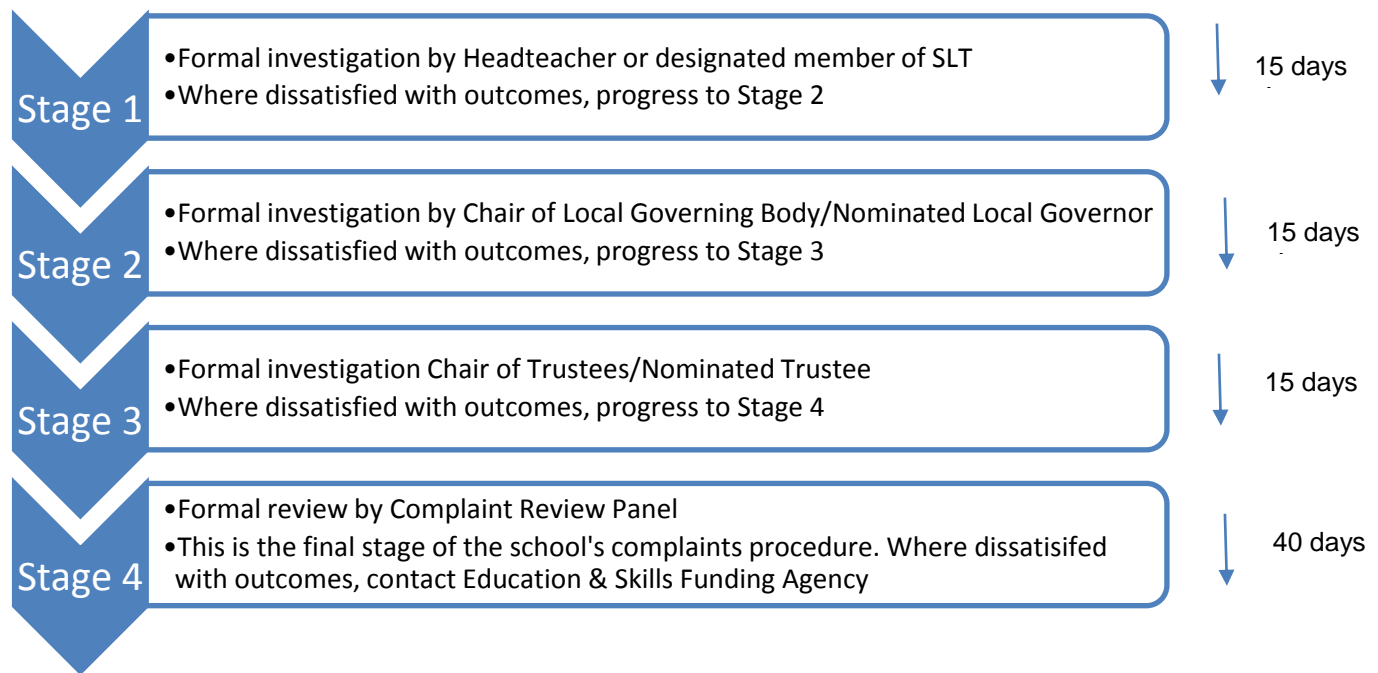 Stage 1
•Formal investigation by Headteacher or designated member of SLT
•Where dissatisfied with outcomes, progress to Stage 2
15 days
Stage 2
•Formal investigation by Chair of Local Governing Body/Nominated Local Governor
•Where dissatisfied with outcomes, progress to Stage 3
15 days
Stage 3
•Formal investigation Chair of Trustees/Nominated Trustee
•Where dissatisfied with outcomes, progress to Stage 4
15 days
Stage 4
•Formal review by Complaint Review Panel
•This is the final stage of the school's complaints procedure. Where dissatisifed
with outcomes, contact Education & Skills Funding Agency
40 days